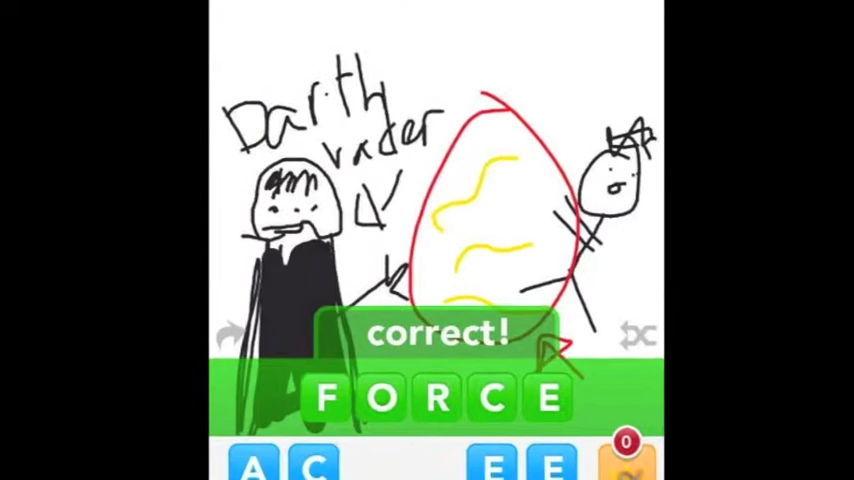 Darth
vader
correct!
FORCE
A C E E
0